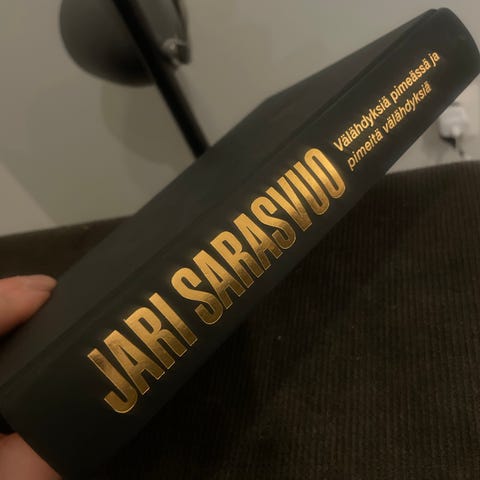 JARI SARASVUO
Välähdyksiä pimeässä ja
pimeitä välähdyksiä